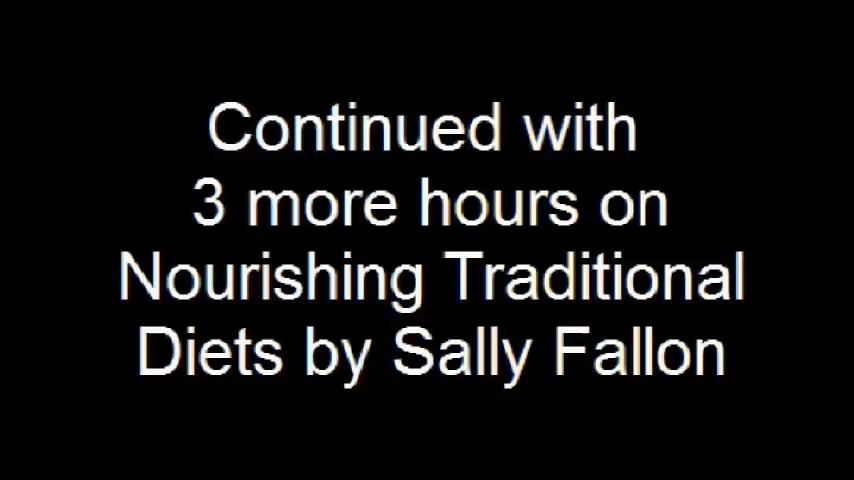 Continued with
3 more hours on
Nourishing Traditional
Diets by Sally Fallon